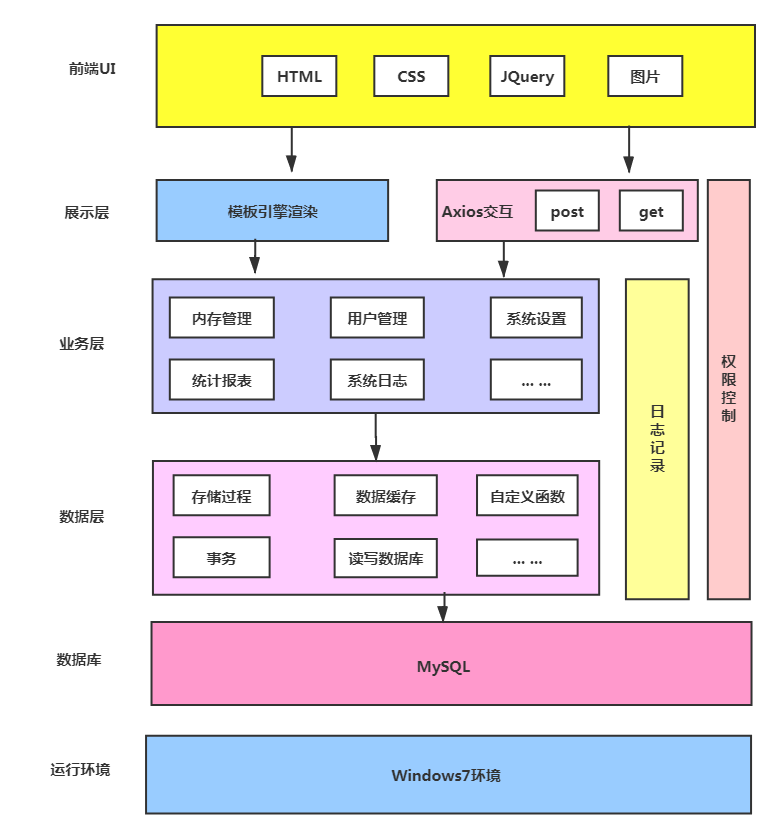 前端UI
HTML
CSS
JQuery
图片
展示层
模板引擎渲染
Axios交互
post
get
业务层
内存管理
用户管理
系统设置
统计报表
系统日志
... ...
日志记录
权限控制
数据层
存储过程
数据缓存
自定义函数
事务
读写数据库
... ...
数据库
MySQL
运行环境
Windows7环境